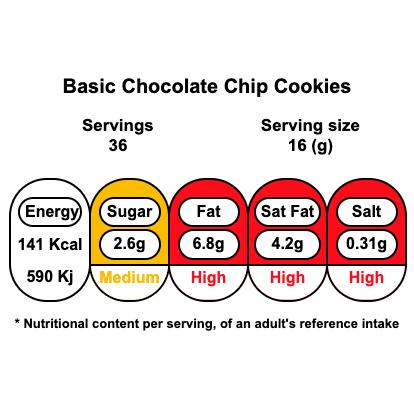 Basic Chocolate Chip Cookies
Servings Serving size
36 16 (g)
Energy Sugar Fat Sat Fat Salt
141 Kcal 2.6g 6.8g 4.2g 0.31g
590 Kj Medium High High High
* Nutritional content per serving, of an adult's reference intake